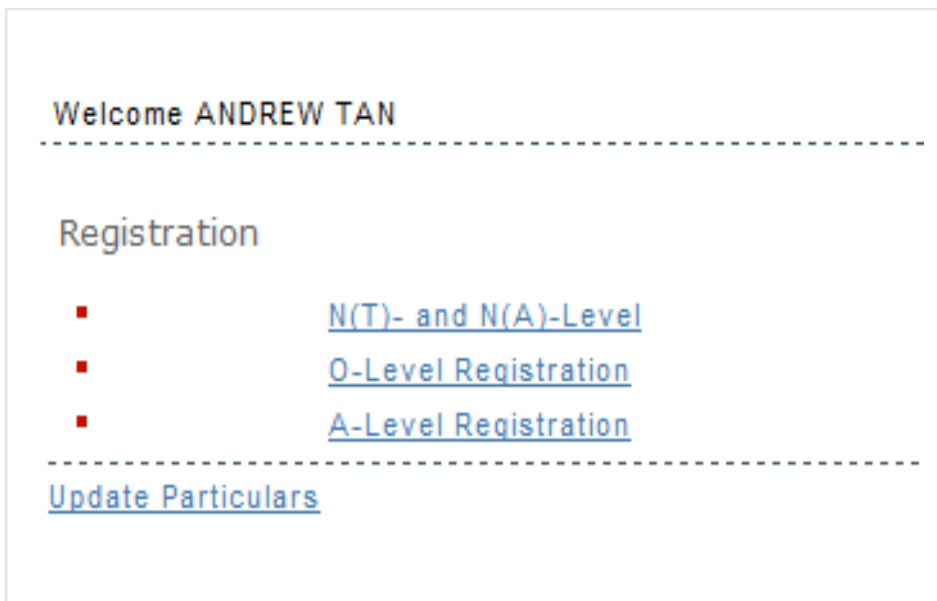 Welcome ANDREW TAN
Registration
N(T)- and N(A)-Level
O-Level Registration
A-Level Registration
Update Particulars